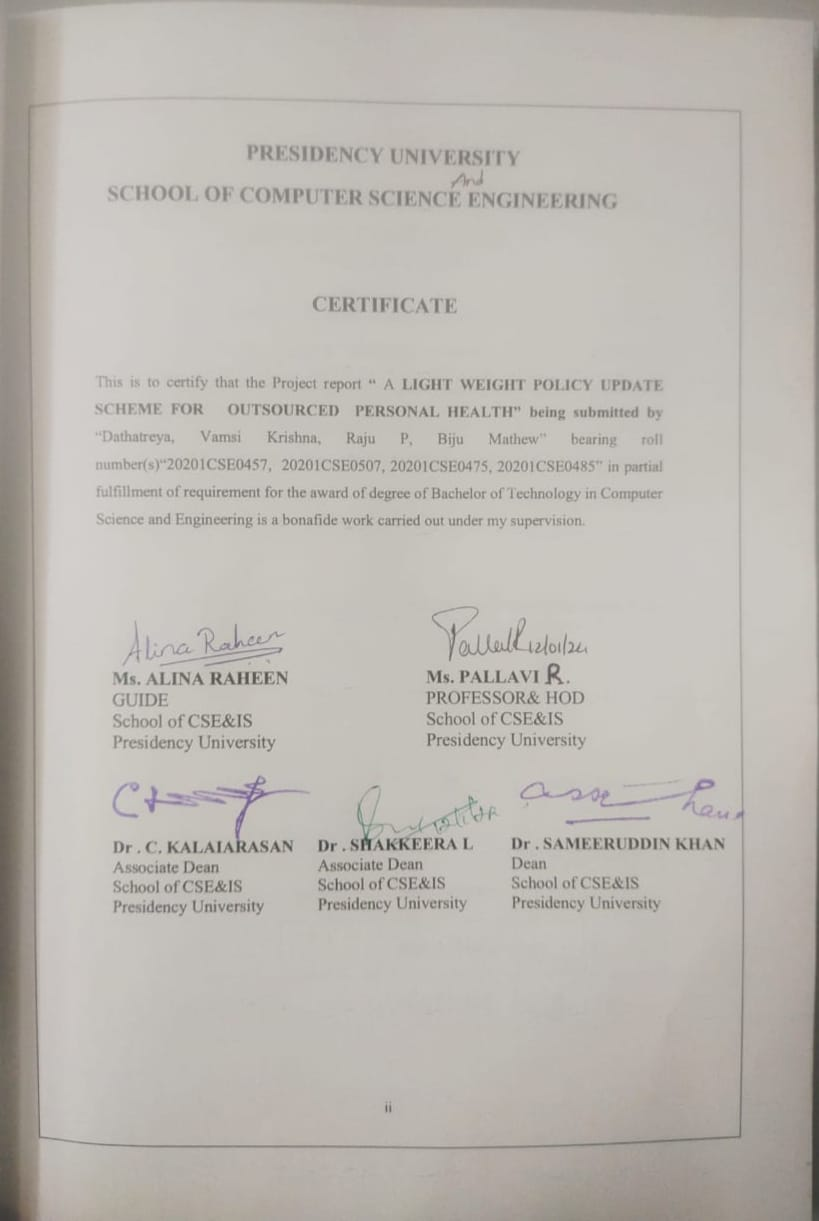 PRESIDENCY UNIVERSITY
And
SCHOOL OF COMPUTER SCIENCE ENGINEERING
CERTIFICATE
This is to certify that the Project report “ A LIGHT WEIGHT POLICY UPDATE
SCHEME FOR OUTSOURCED PERSONAL HEALTH” being submitted by
“Dathatreya, Vamsi Krishna, Raju P, Biju Mathew” bearing roll
number(s)“20201CSE0457, 20201CSE0507, 20201CSE0475, 20201CSE0485” in partial
fulfillment of requirement for the award of degree of Bachelor of Technology in Computer
Science and Engineering is a bonafide work carried out under my supervision.
Alina Raheen
Ms. ALINA RAHEEN
GUIDE
School of CSE&IS
Presidency University
12/01/24
Ms. PALLAVI R.
PROFESSOR& HOD
School of CSE&IS
Presidency University
Dr . C. KALAIARASAN
Associate Dean
School of CSE&IS
Presidency University
Dr . SHAKKEERA L
Associate Dean
School of CSE&IS
Presidency University
Dr . SAMEERUDDIN KHAN
Dean
School of CSE&IS
Presidency University
ii